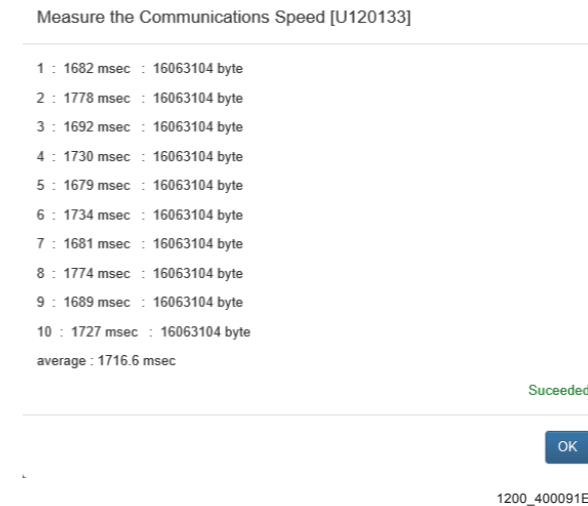 Measure the Communications Speed [U120133]
1 : 1682 msec : 16063104 byte
2 : 1778 msec : 16063104 byte
3 : 1692 msec : 16063104 byte
4 : 1730 msec : 16063104 byte
5 : 1679 msec : 16063104 byte
6 : 1734 msec : 16063104 byte
7 : 1681 msec : 16063104 byte
8 : 1774 msec : 16063104 byte
9 : 1689 msec : 16063104 byte
10 : 1727 msec : 16063104 byte
average : 1716.6 msec
Suceeded
OK
1200_400091E